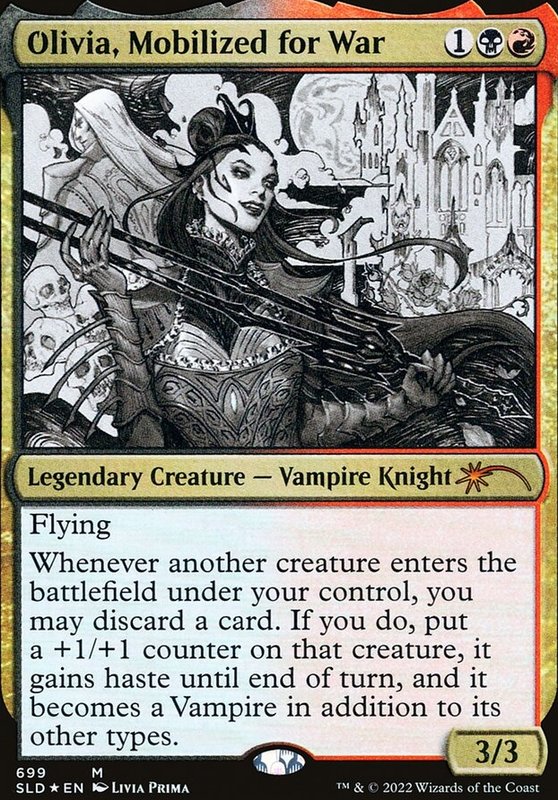 Olivia, Mobilized for War 1
Legendary Creature — Vampire Knight
Flying
Whenever another creature enters the
battlefield under your control, you
may discard a card. If you do, put
a +1/+1 counter on that creature, it
gains haste until end of turn, and it
becomes a Vampire in addition to its
other types.
3/3
699 M
SLD ★ EN LIVIA PRIMA
™ & © 2022 Wizards of the Coast